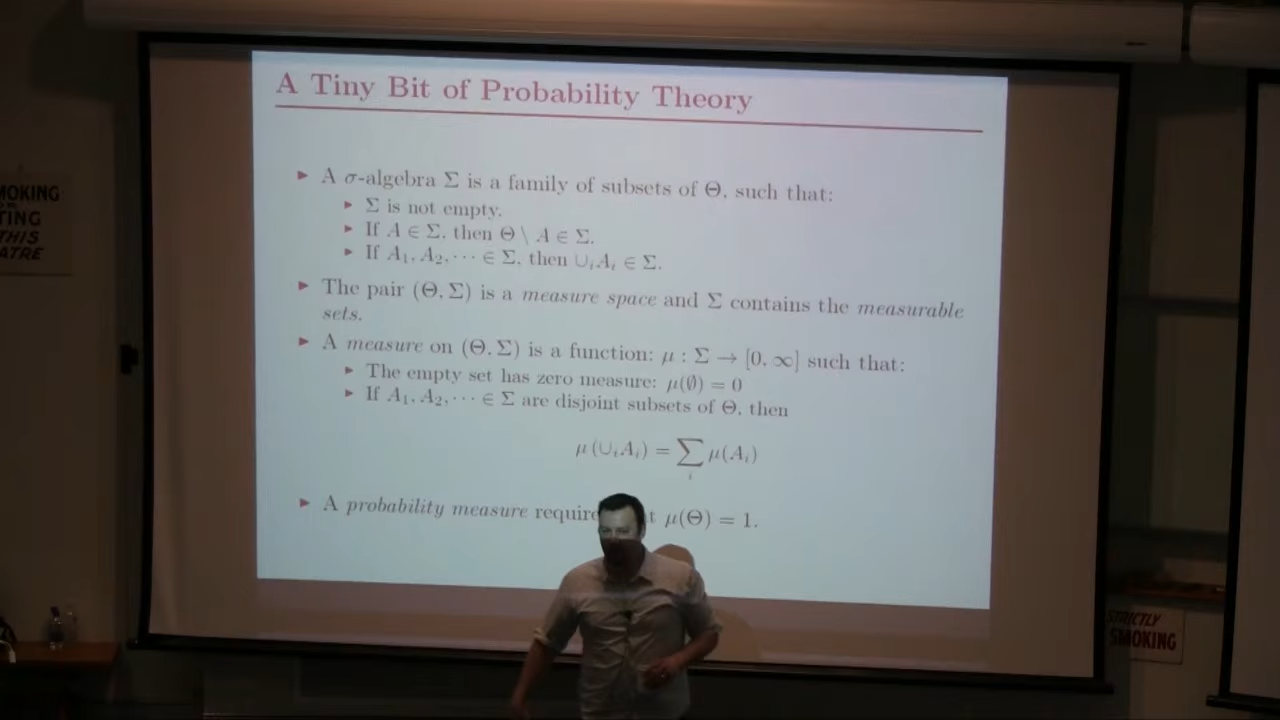 A Tiny Bit of Probability Theory
▶ A σ-algebra Σ is a family of subsets of Θ, such that:
▶ Σ is not empty.
▶ If A ∈ Σ, then Θ \ A ∈ Σ.
▶ If A₁, A₂, ⋯ ∈ Σ, then ∪ᵢAᵢ ∈ Σ.
▶ The pair (Θ, Σ) is a measure space and Σ contains the measurable
sets.
▶ A measure on (Θ, Σ) is a function: μ : Σ → [0, ∞] such that:
▶ The empty set has zero measure: μ(∅) = 0
▶ If A₁, A₂, ⋯ ∈ Σ are disjoint subsets of Θ, then
μ (∪ᵢAᵢ) = ∑ᵢ μ(Aᵢ)
▶ A probability measure require t μ(Θ) = 1.
MOKING
TING
THIS
ATRE
STRICTLY
SMOKING